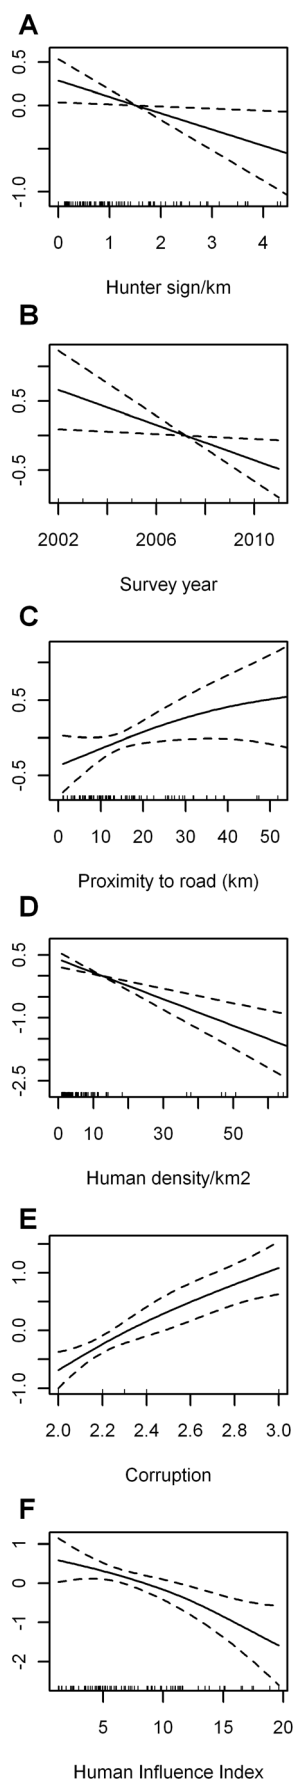 A
0.5
0.0
-1.0
0 1 2 3 4
Hunter sign/km
B
0.5
-0.5
2002 2006 2010
Survey year
C
0.5
-0.5
0 10 20 30 40 50
Proximity to road (km)
D
0.5
-1.0
-2.5
0 10 30 50
Human density/km2
E
1.0
0.0
-1.0
2.0 2.2 2.4 2.6 2.8 3.0
Corruption
F
1
0
-1
-2
5 10 15 20
Human Influence Index